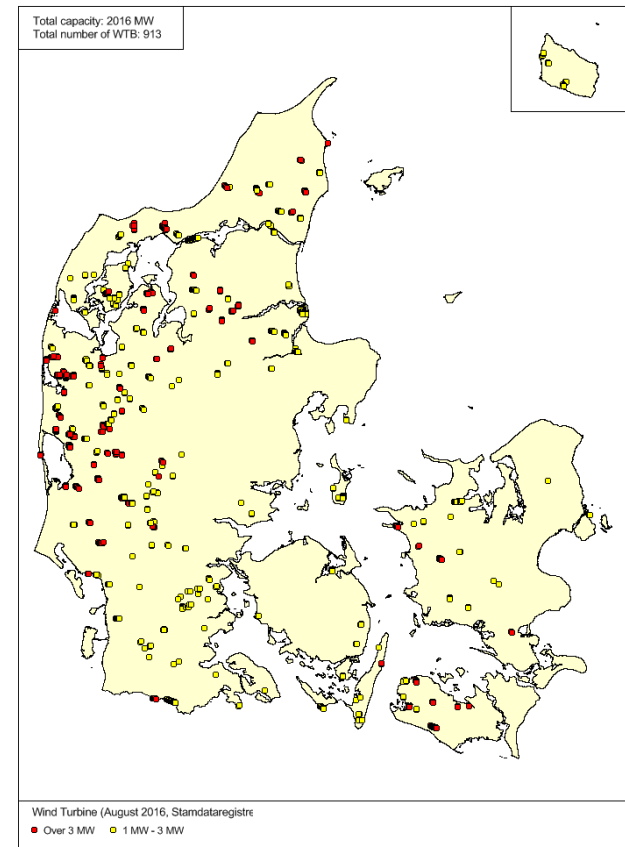 Total capacity: 2016 MW
Total number of WTB: 913
Wind Turbine (August 2016, Stamdataregistre
Over 3 MW 1 MW - 3 MW